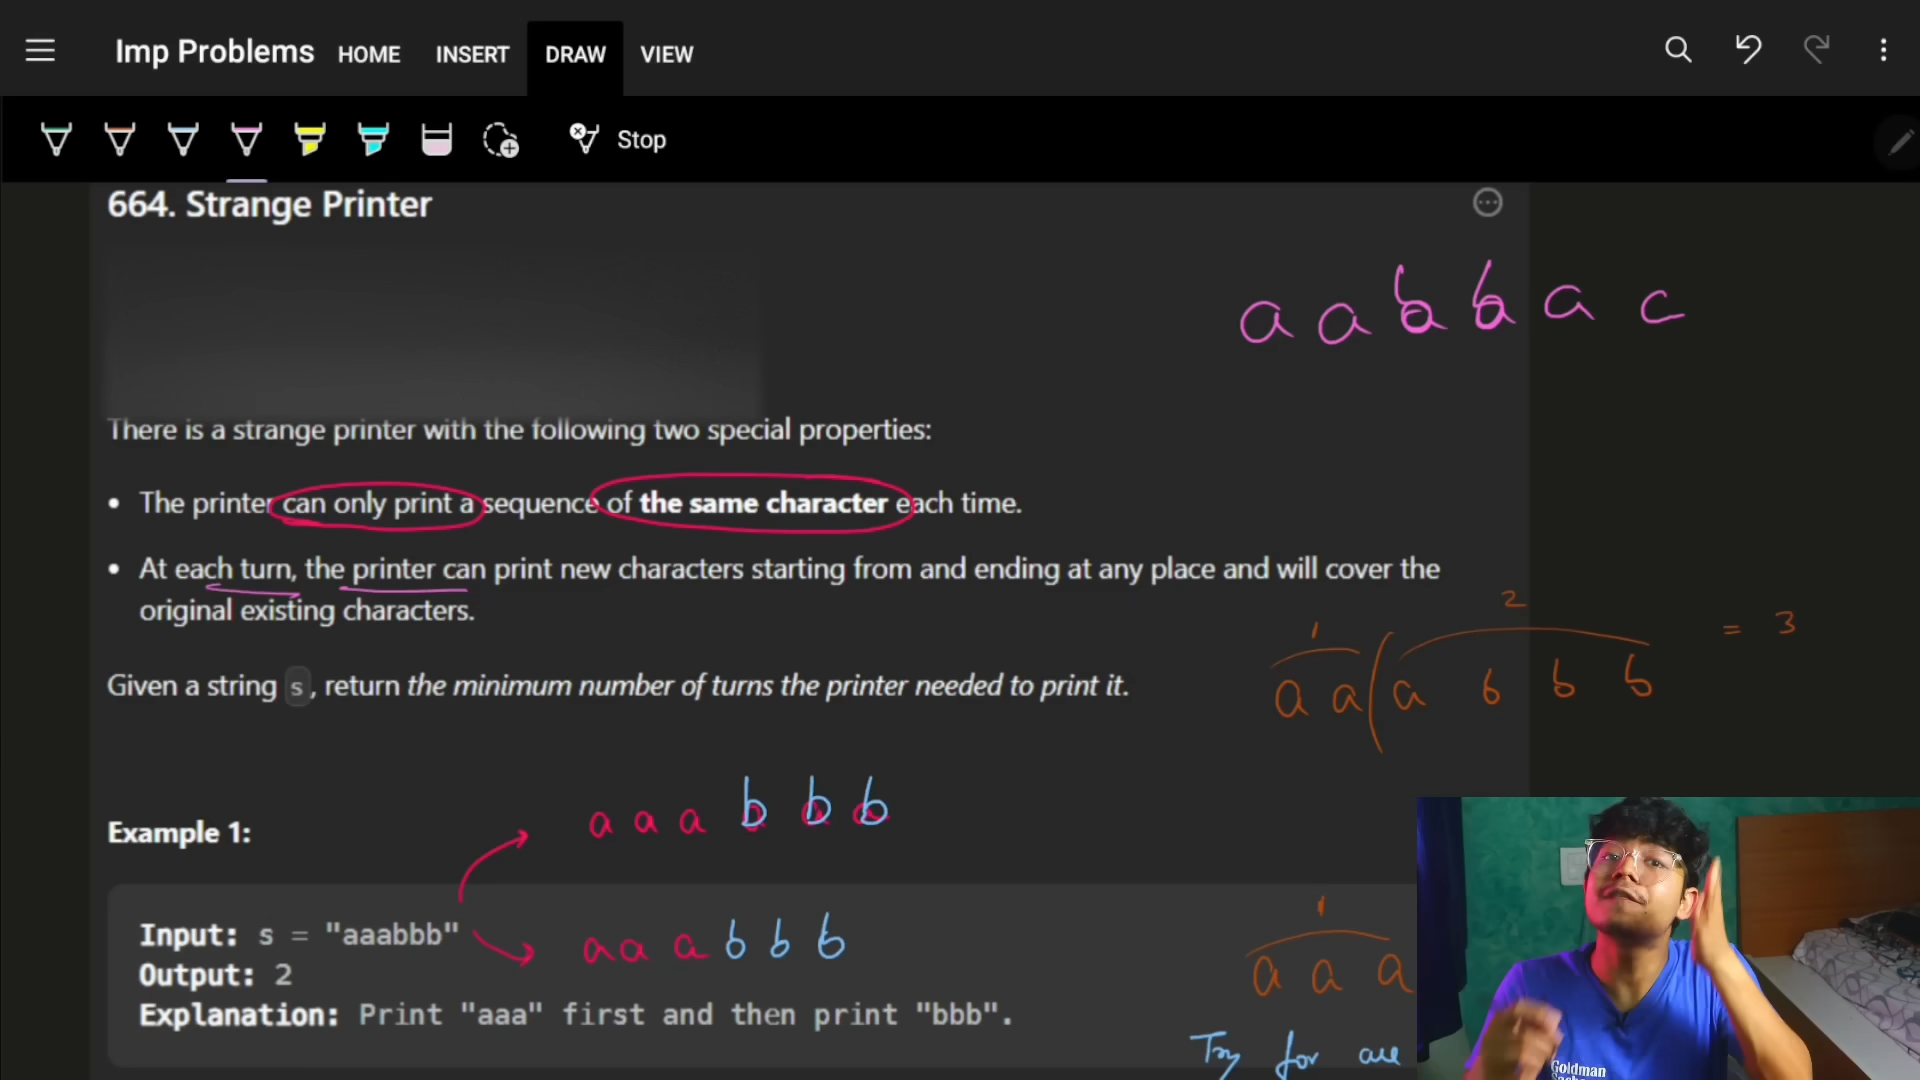 Imp Problems HOME INSERT DRAW VIEW
Stop
664. Strange Printer
a a b b a c
There is a strange printer with the following two special properties:
• The printer can only print a sequence of the same character each time.
• At each turn, the printer can print new characters starting from and ending at any place and will cover the
original existing characters.
1 2 = 3
a a ( a b b b
Given a string s, return the minimum number of turns the printer needed to print it.
a a a b b b
Example 1:
Input: s = "aaabbb"
a a a b b b
Output: 2
Explanation: Print "aaa" first and then print "bbb".
1
a a a
Try for all
Goldman